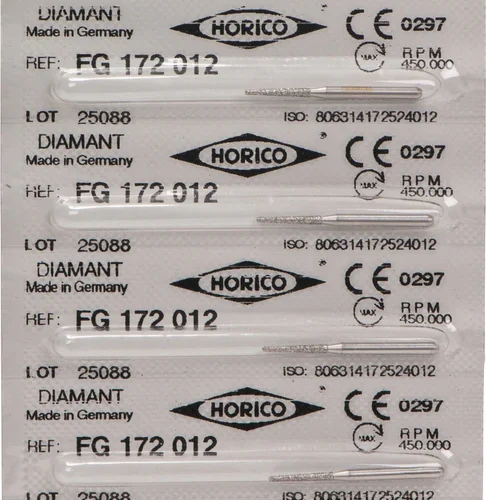 DIAMANT
Made in Germany
HORICO
CE 0297
REF: FG 172 012
MAX
RPM
450.000
LOT 25088
ISO: 806314172524012
DIAMANT
Made in Germany
HORICO
CE 0297
REF: FG 172 012
MAX
RPM
450.000
LOT 25088
ISO: 806314172524012
DIAMANT
Made in Germany
HORICO
CE 0297
REF: FG 172 012
MAX
RPM
450.000
LOT 25088
ISO: 806314172524012
DIAMANT
Made in Germany
HORICO
CE 0297
REF: FG 172 012
MAX
RPM
450.000
LOT 25088
ISO: 806314172524012